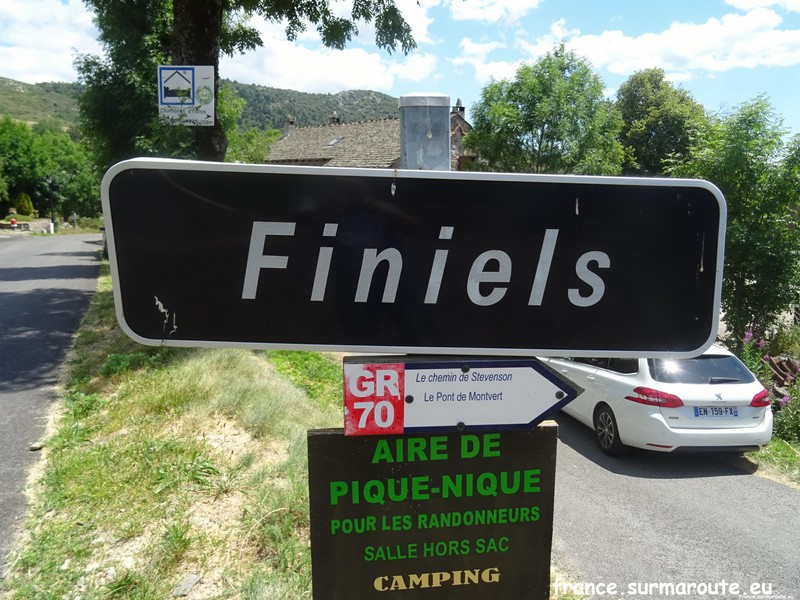 Finiels
GR
70
Le chemin de Stevenson
Le Pont de Montvert
AIRE DE
PIQUE-NIQUE
POUR LES RANDONNEURS
SALLE HORS SAC
CAMPING
EN-159-FX
france.surmaroute.eu